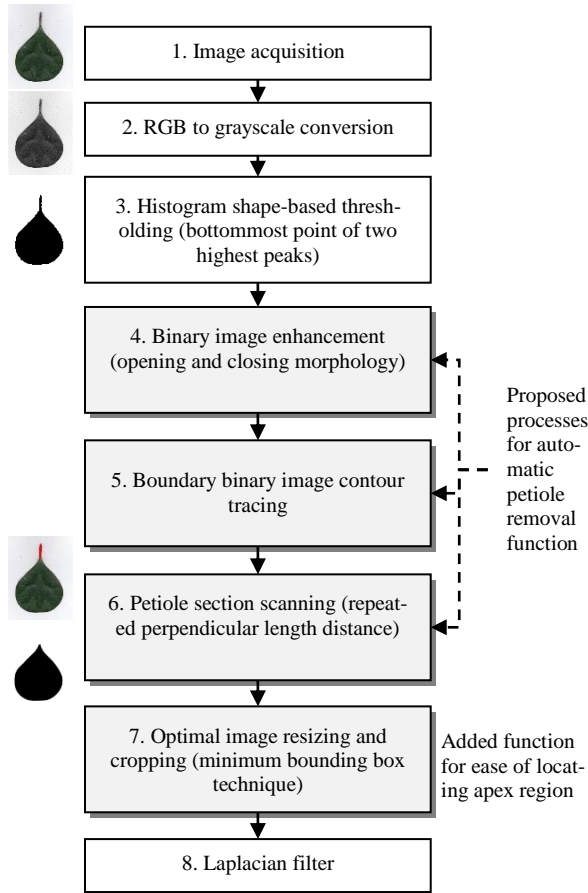 1. Image acquisition
2. RGB to grayscale conversion
3. Histogram shape-based thresh-
olding (bottommost point of two
highest peaks)
4. Binary image enhancement
(opening and closing morphology)
5. Boundary binary image contour
tracing
6. Petiole section scanning (repeat-
ed perpendicular length distance)
Proposed
processes
for auto-
matic
petiole
removal
function
7. Optimal image resizing and
cropping (minimum bounding box
technique)
Added function
for ease of locat-
ing apex region
8. Laplacian filter